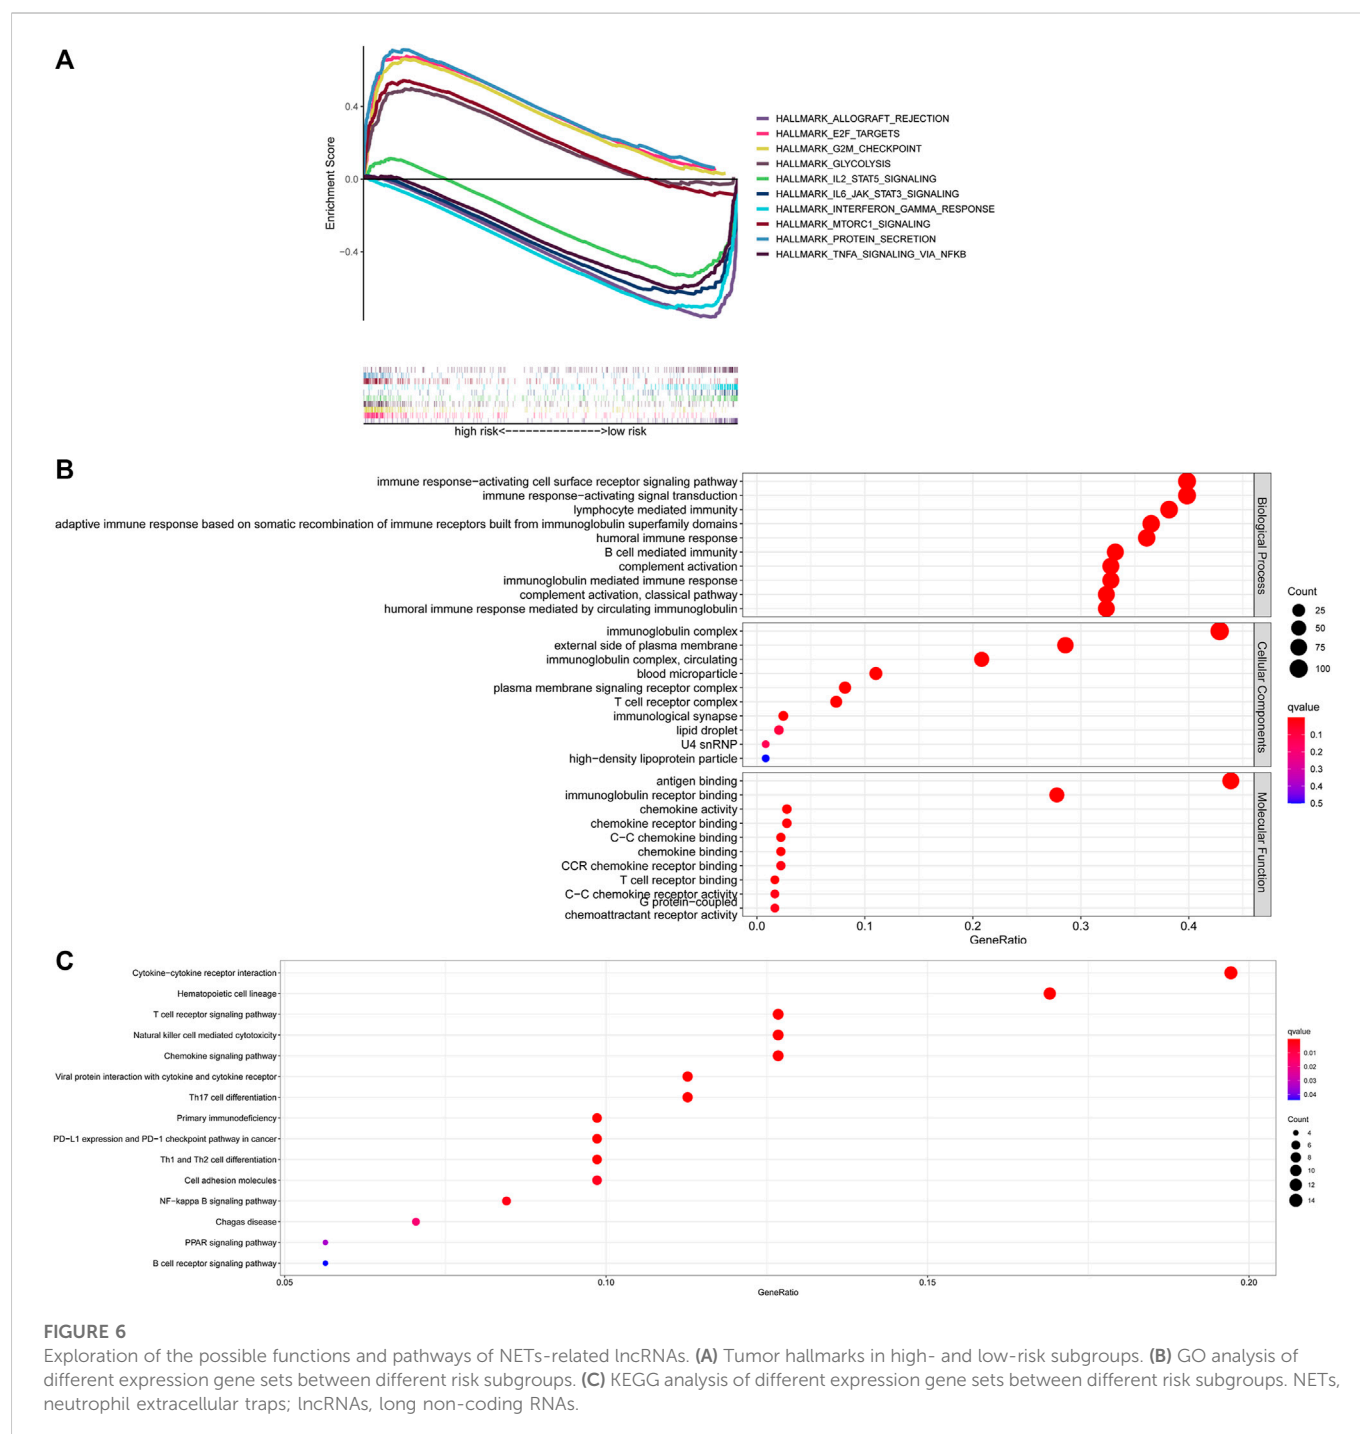 A
0.4
0.0
−0.4
Enrichment Score
HALLMARK_ALLOGRAFT_REJECTION
HALLMARK_E2F_TARGETS
HALLMARK_G2M_CHECKPOINT
HALLMARK_GLYCOLYSIS
HALLMARK_IL2_STAT5_SIGNALING
HALLMARK_IL6_JAK_STAT3_SIGNALING
HALLMARK_INTERFERON_GAMMA_RESPONSE
HALLMARK_MTORC1_SIGNALING
HALLMARK_PROTEIN_SECRETION
HALLMARK_TNFA_SIGNALING_VIA_NFKB
high risk<−−−−−−−−−−−−−−−>low risk
B
immune response−activating cell surface receptor signaling pathway
immune response−activating signal transduction
lymphocyte mediated immunity
adaptive immune response based on somatic recombination of immune receptors built from immunoglobulin superfamily domains
humoral immune response
B cell mediated immunity
complement activation
immunoglobulin mediated immune response
complement activation, classical pathway
humoral immune response mediated by circulating immunoglobulin
Biological Process
immunoglobulin complex
external side of plasma membrane
immunoglobulin complex, circulating
blood microparticle
plasma membrane signaling receptor complex
T cell receptor complex
immunological synapse
lipid droplet
U4 snRNP
high−density lipoprotein particle
Cellular Components
antigen binding
immunoglobulin receptor binding
chemokine activity
chemokine receptor binding
C−C chemokine binding
chemokine binding
CCR chemokine receptor binding
T cell receptor binding
C−C chemokine receptor activity
G protein−coupled
chemoattractant receptor activity
Molecular Function
0.0 0.1 0.2 0.3 0.4
GeneRatio
Count
25
50
75
100
qvalue
0.1
0.2
0.3
0.4
0.5
C
Cytokine−cytokine receptor interaction
Hematopoietic cell lineage
T cell receptor signaling pathway
Natural killer cell mediated cytotoxicity
Chemokine signaling pathway
Viral protein interaction with cytokine and cytokine receptor
Th17 cell differentiation
Primary immunodeficiency
PD−L1 expression and PD−1 checkpoint pathway in cancer
Th1 and Th2 cell differentiation
Cell adhesion molecules
NF−kappa B signaling pathway
Chagas disease
PPAR signaling pathway
B cell receptor signaling pathway
0.05 0.10 0.15 0.20
GeneRatio
qvalue
0.01
0.02
0.03
0.04
Count
4
6
8
10
12
14
FIGURE 6
Exploration of the possible functions and pathways of NETs-related lncRNAs. (A) Tumor hallmarks in high- and low-risk subgroups. (B) GO analysis of
different expression gene sets between different risk subgroups. (C) KEGG analysis of different expression gene sets between different risk subgroups. NETs,
neutrophil extracellular traps; lncRNAs, long non-coding RNAs.